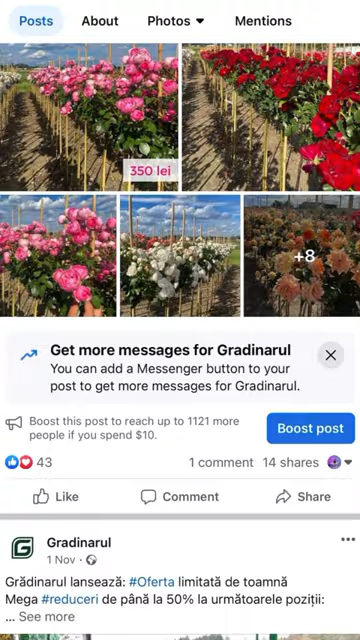 Posts
About
Photos
Mentions
350 lei
+8
Get more messages for Gradinarul
You can add a Messenger button to your
post to get more messages for Gradinarul.
Boost this post to reach up to 1121 more
people if you spend $10.
Boost post
43
1 comment
14 shares
Like
Comment
Share
Gradinarul
1 Nov ·
Grădinarul lansează: #Oferta limitată de toamnă
Mega #reduceri de până la 50% la următoarele poziții:
... See more